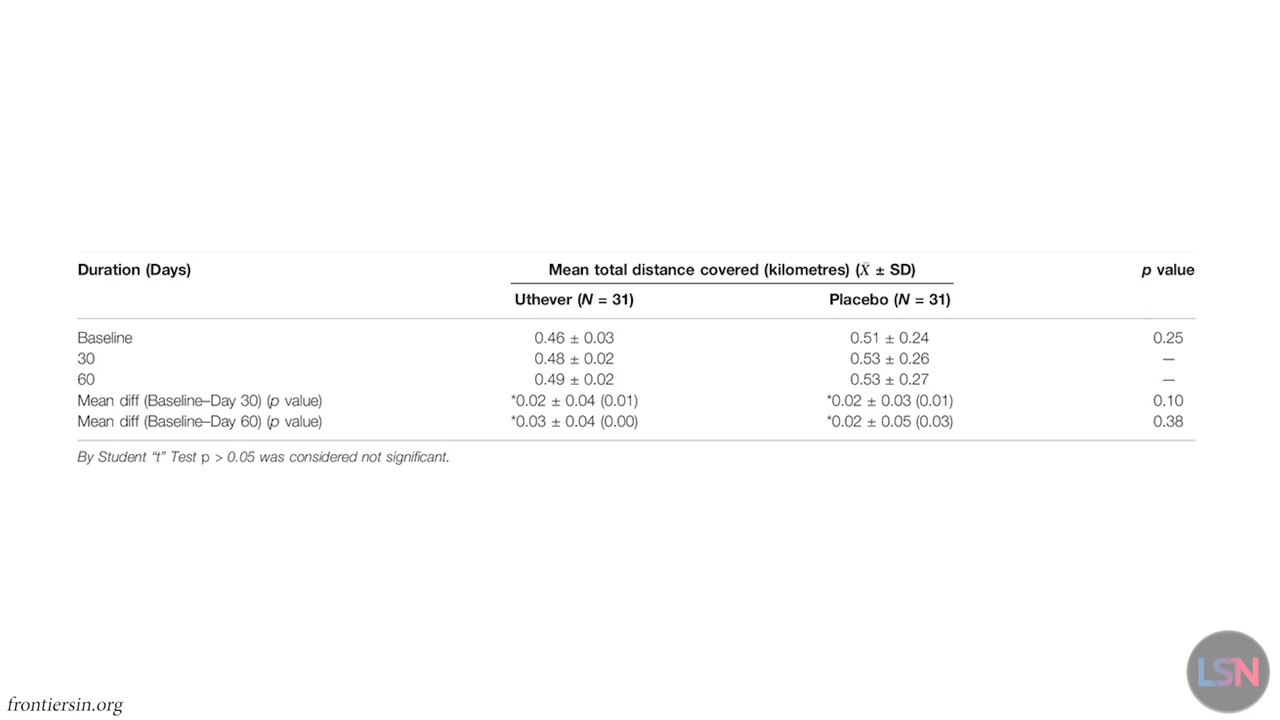 Duration (Days) Mean total distance covered (kilometres) (X̄ ± SD) p value
Uthever (N = 31) Placebo (N = 31)
Baseline 0.46 ± 0.03 0.51 ± 0.24 0.25
30 0.48 ± 0.02 0.53 ± 0.26 —
60 0.49 ± 0.02 0.53 ± 0.27 —
Mean diff (Baseline–Day 30) (p value) *0.02 ± 0.04 (0.01) *0.02 ± 0.03 (0.01) 0.10
Mean diff (Baseline–Day 60) (p value) *0.03 ± 0.04 (0.00) *0.02 ± 0.05 (0.03) 0.38
By Student “t” Test p > 0.05 was considered not significant.
LSN
frontiersin.org